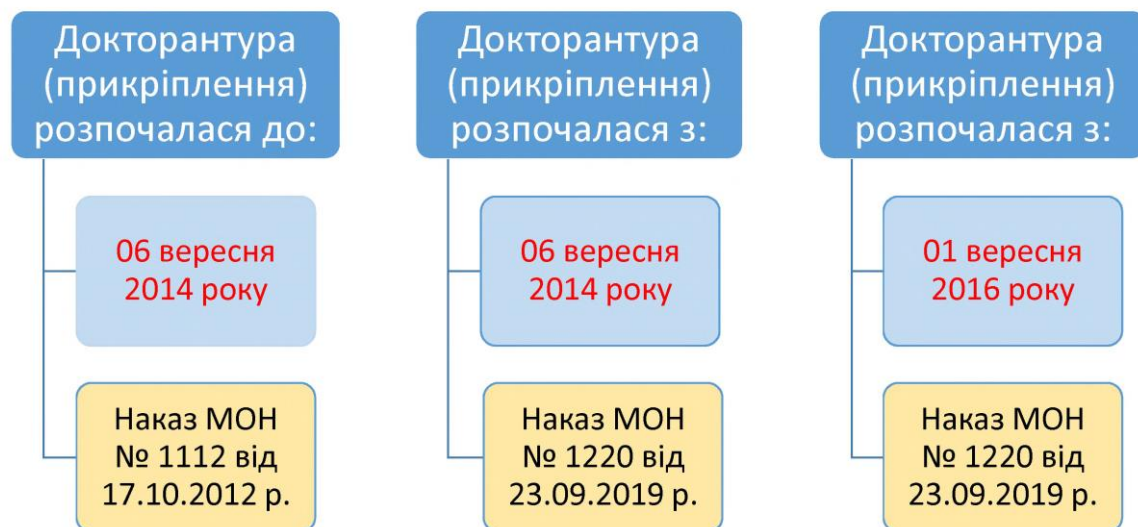 Докторантура
(прикріплення)
розпочалася до:
06 вересня
2014 року
Наказ МОН
№ 1112 від
17.10.2012 р.
Докторантура
(прикріплення)
розпочалася з:
06 вересня
2014 року
Наказ МОН
№ 1220 від
23.09.2019 р.
Докторантура
(прикріплення)
розпочалася з:
01 вересня
2016 року
Наказ МОН
№ 1220 від
23.09.2019 р.